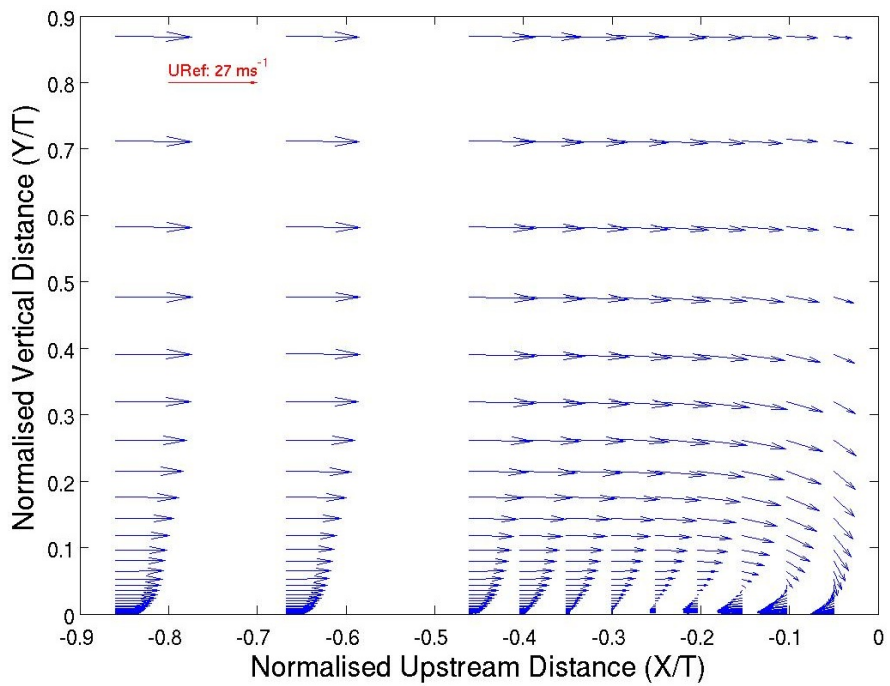 0.9
URef: 27 ms-1
0.8
0.7
0.6
0.5
0.4
0.3
0.2
0.1
0
Normalised Vertical Distance (Y/T)
-0.9 -0.8 -0.7 -0.6 -0.5 -0.4 -0.3 -0.2 -0.1 0
Normalised Upstream Distance (X/T)